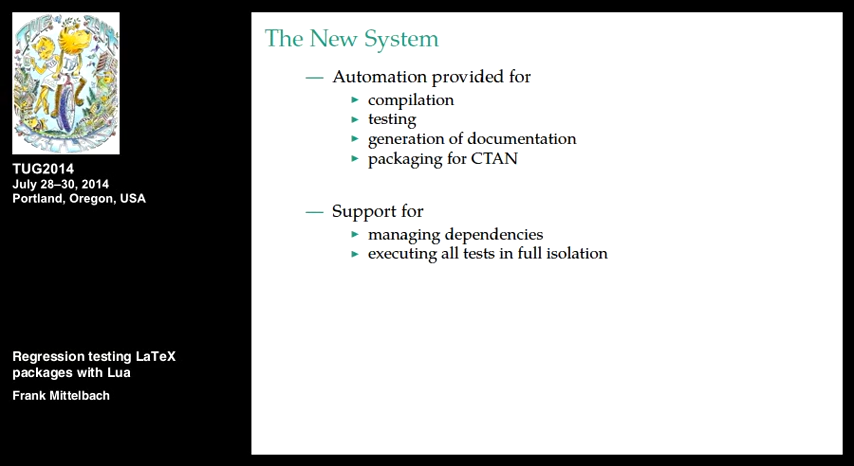 TUG2014
July 28–30, 2014
Portland, Oregon, USA
Regression testing LaTeX
packages with Lua
Frank Mittelbach
The New System
— Automation provided for
► compilation
► testing
► generation of documentation
► packaging for CTAN
— Support for
► managing dependencies
► executing all tests in full isolation